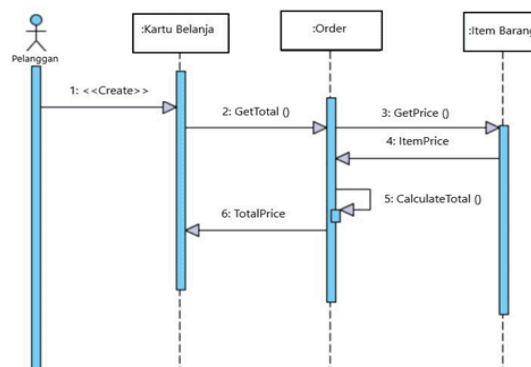 :Kartu Belanja
:Order
:Item Barang
Pelanggan
1: <<Create>>
2: GetTotal ()
3: GetPrice ()
4: ItemPrice
5: CalculateTotal ()
6: TotalPrice